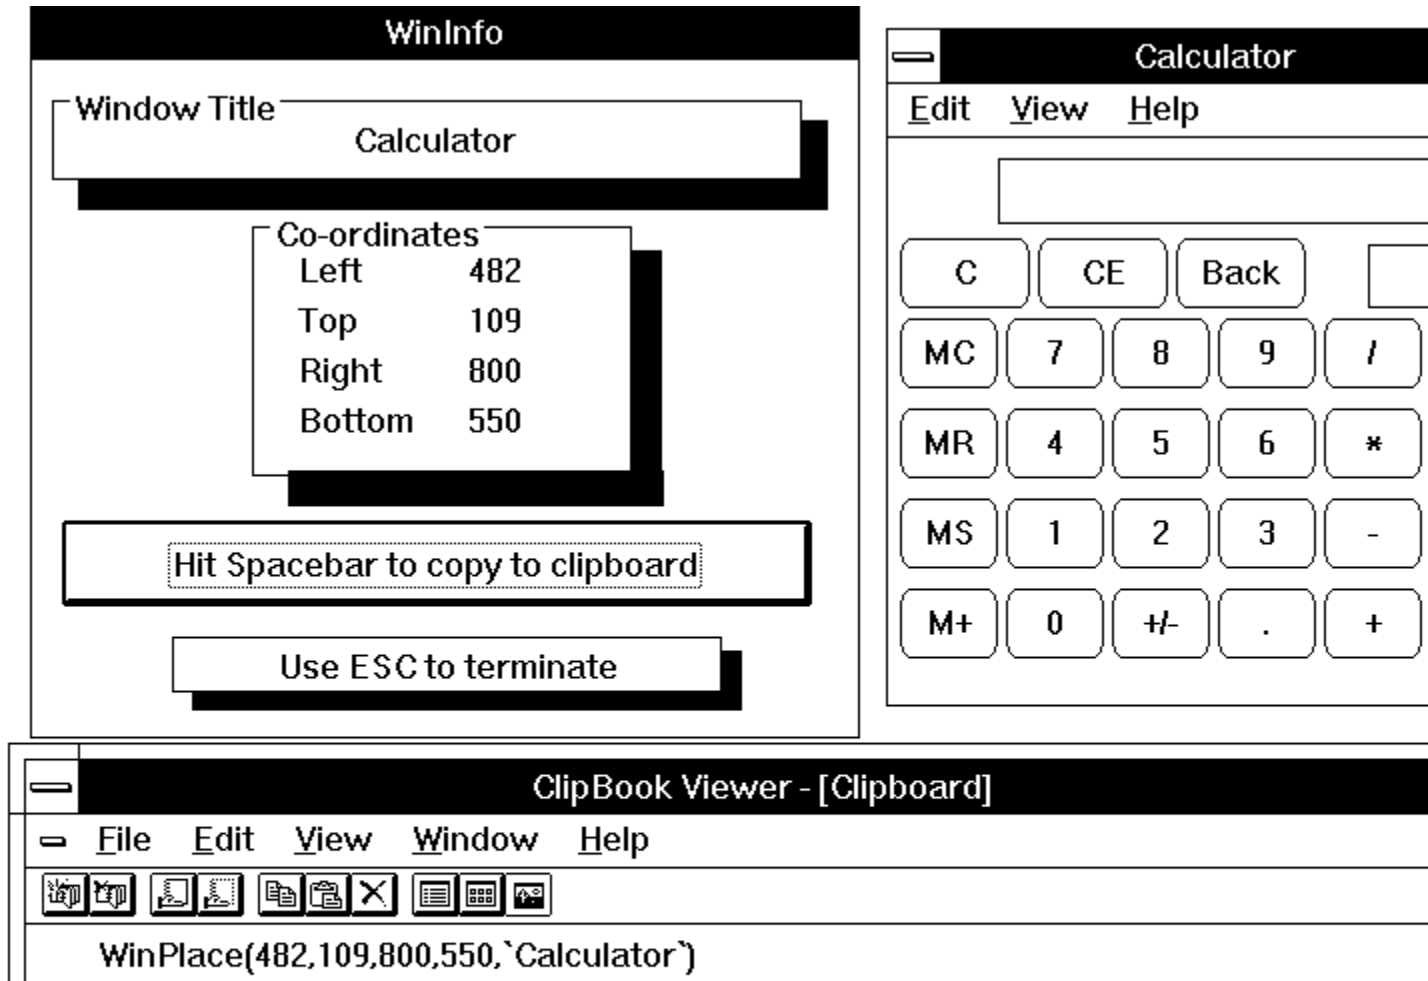 WinInfo
Window Title
Calculator
Co-ordinates
Left 482
Top 109
Right 800
Bottom 550
Hit Spacebar to copy to clipboard
Use ESC to terminate
Calculator
Edit View Help
C CE Back
MC 7 8 9 /
MR 4 5 6 *
MS 1 2 3 -
M+ 0 +/- . +
ClipBook Viewer - [Clipboard]
File Edit View Window Help
WinPlace(482,109,800,550,`Calculator`)